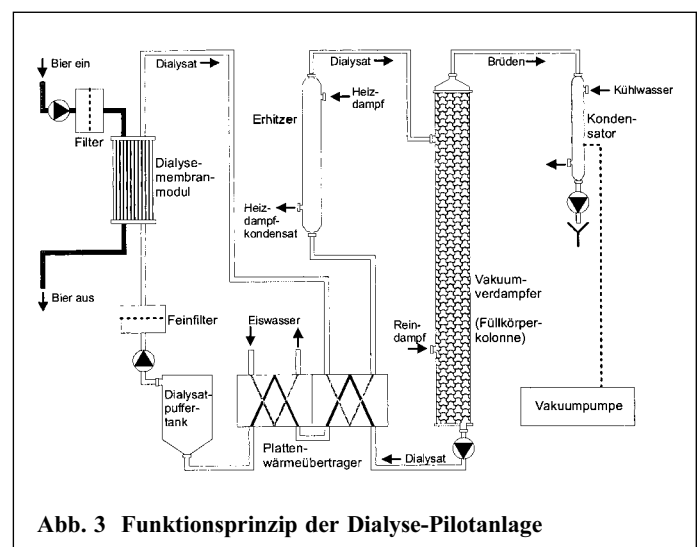 Bier ein
Dialysat
Dialysat
Brüden
Kühlwasser
Heiz-
dampf
Konden-
sator
Erhitzer
Filter
Dialyse-
membran-
modul
Heiz-
dampf-
kondensat
Vakuum-
verdampfer
(Füllkörper-
kolonne)
Bier aus
Feinfilter
Eiswasser
Rein-
dampf
Dialysat-
puffer-
tank
Vakuumpumpe
Platten-
wärmeübertrager
Dialysat
Abb. 3 Funktionsprinzip der Dialyse-Pilotanlage